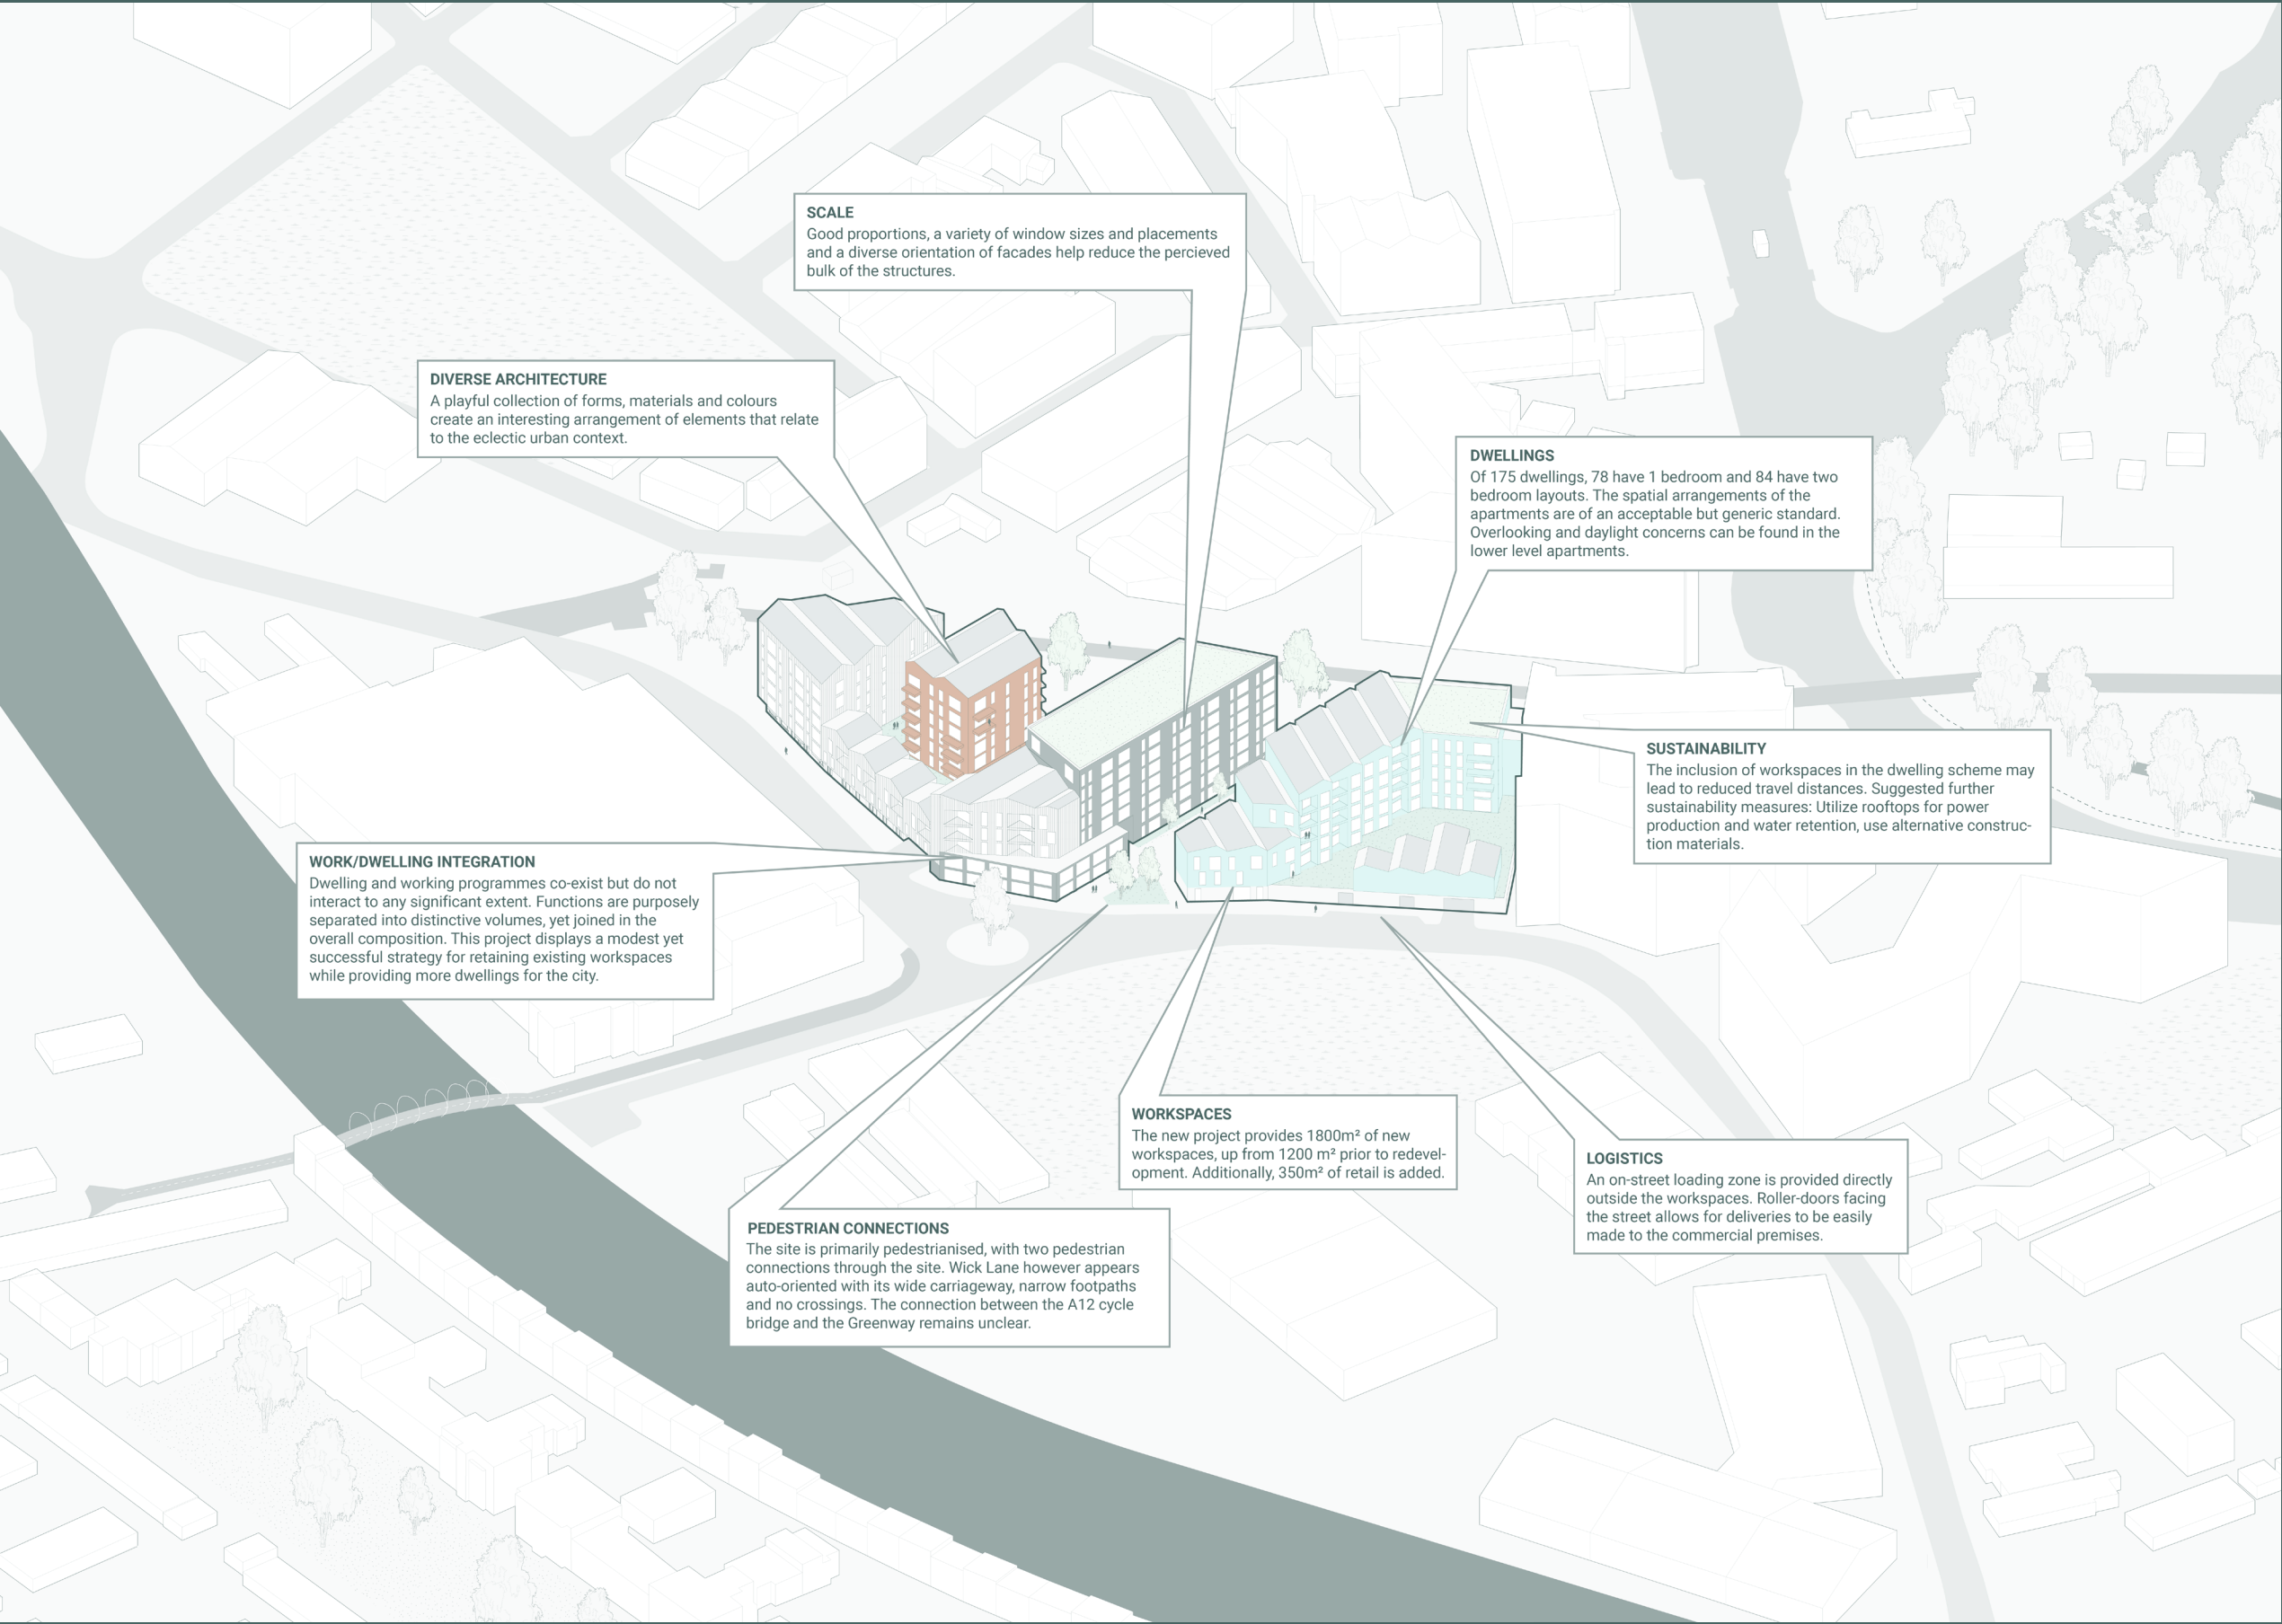 SCALE
Good proportions, a variety of window sizes and placements
and a diverse orientation of facades help reduce the percieved
bulk of the structures.
DIVERSE ARCHITECTURE
A playful collection of forms, materials and colours
create an interesting arrangement of elements that relate
to the eclectic urban context.
DWELLINGS
Of 175 dwellings, 78 have 1 bedroom and 84 have two
bedroom layouts. The spatial arrangements of the
apartments are of an acceptable but generic standard.
Overlooking and daylight concerns can be found in the
lower level apartments.
SUSTAINABILITY
The inclusion of workspaces in the dwelling scheme may
lead to reduced travel distances. Suggested further
sustainability measures: Utilize rooftops for power
production and water retention, use alternative construc-
tion materials.
WORK/DWELLING INTEGRATION
Dwelling and working programmes co-exist but do not
interact to any significant extent. Functions are purposely
separated into distinctive volumes, yet joined in the
overall composition. This project displays a modest yet
successful strategy for retaining existing workspaces
while providing more dwellings for the city.
WORKSPACES
The new project provides 1800m² of new
workspaces, up from 1200 m² prior to redevel-
opment. Additionally, 350m² of retail is added.
LOGISTICS
An on-street loading zone is provided directly
outside the workspaces. Roller-doors facing
the street allows for deliveries to be easily
made to the commercial premises.
PEDESTRIAN CONNECTIONS
The site is primarily pedestrianised, with two pedestrian
connections through the site. Wick Lane however appears
auto-oriented with its wide carriageway, narrow footpaths
and no crossings. The connection between the A12 cycle
bridge and the Greenway remains unclear.